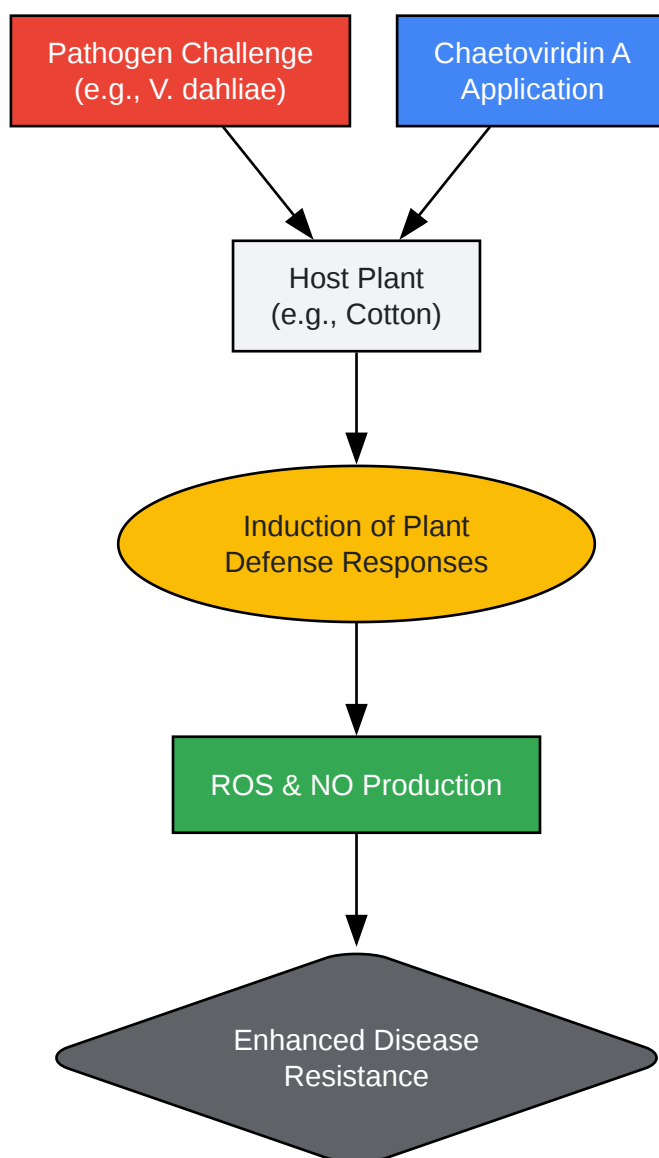 Pathogen Challenge
(e.g., V. dahliae)
Chaetoviridin A
Application
Host Plant
(e.g., Cotton)
Induction of Plant
Defense Responses
ROS & NO Production
Enhanced Disease
Resistance